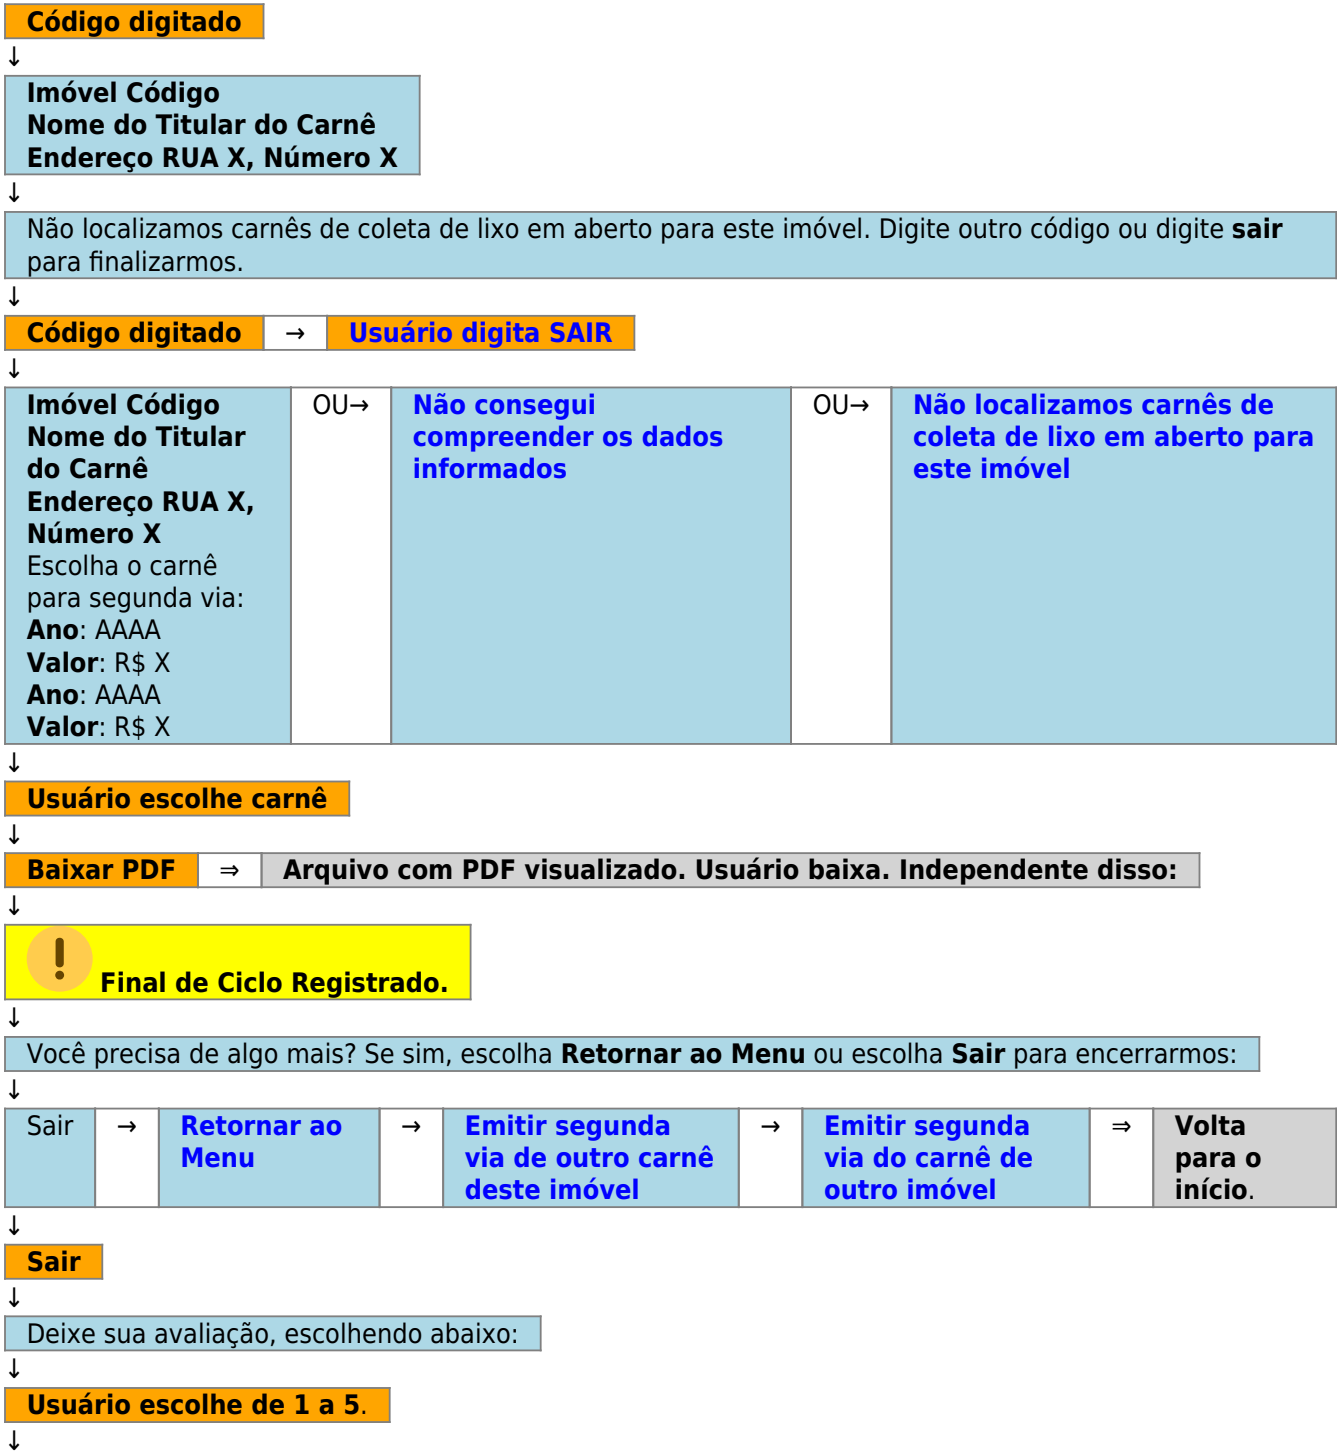 Código digitado
↓
Imóvel Código
Nome do Titular do Carnê
Endereço RUA X, Número X
↓
Não localizamos carnês de coleta de lixo em aberto para este imóvel. Digite outro código ou digite sair
para finalizarmos.
↓
Código digitado → Usuário digita SAIR
↓
Imóvel Código
Nome do Titular
do Carnê
Endereço RUA X,
Número X
Escolha o carnê
para segunda via:
Ano: AAAA
Valor: R$ X
Ano: AAAA
Valor: R$ X
OU→
Não consegui
compreender os dados
informados
OU→
Não localizamos carnês de
coleta de lixo em aberto para
este imóvel
↓
Usuário escolhe carnê
↓
Baixar PDF ⇒ Arquivo com PDF visualizado. Usuário baixa. Independente disso:
↓
Final de Ciclo Registrado.
↓
Você precisa de algo mais? Se sim, escolha Retornar ao Menu ou escolha Sair para encerrarmos:
↓
Sair
→
Retornar ao
Menu
→
Emitir segunda
via de outro carnê
deste imóvel
→
Emitir segunda
via do carnê de
outro imóvel
⇒
Volta
para o
início.
↓
Sair
↓
Deixe sua avaliação, escolhendo abaixo:
↓
Usuário escolhe de 1 a 5.
↓